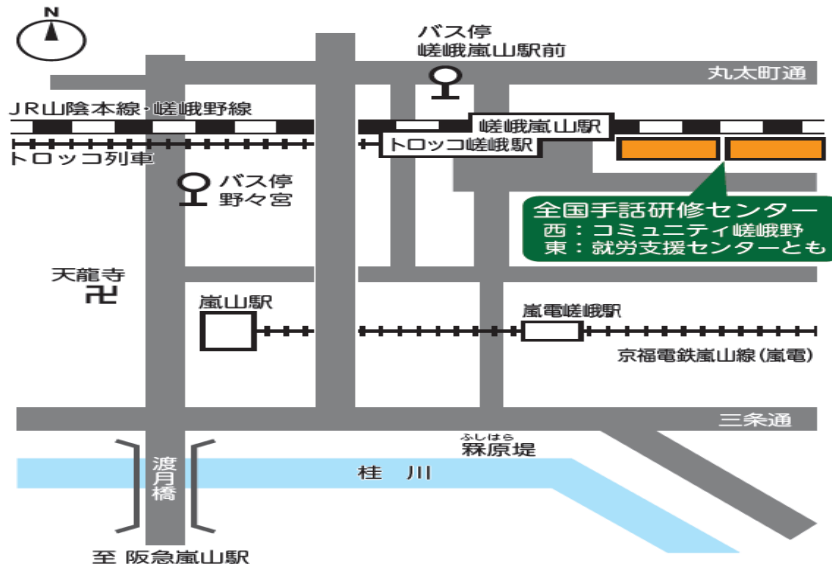 N
バス停
嵯峨嵐山駅前
丸太町通
JR山陰本線・嵯峨野線
嵯峨嵐山駅
トロッコ嵯峨駅
トロッコ列車
バス停
野々宮
全国手話研修センター
西：コミュニティ嵯峨野
東：就労支援センターとも
天龍寺
卍
嵐山駅
嵐電嵯峨駅
京福電鉄嵐山線(嵐電)
三条通
ふしはら
罧原堤
渡月橋
桂川
至 阪急嵐山駅